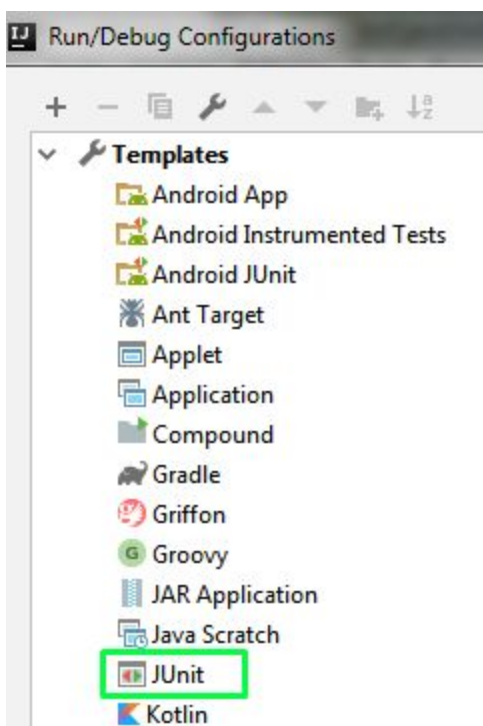 IJ Run/Debug Configurations
Templates
Android App
Android Instrumented Tests
Android JUnit
Ant Target
Applet
Application
Compound
Gradle
Griffon
G Groovy
JAR Application
Java Scratch
JUnit
Kotlin